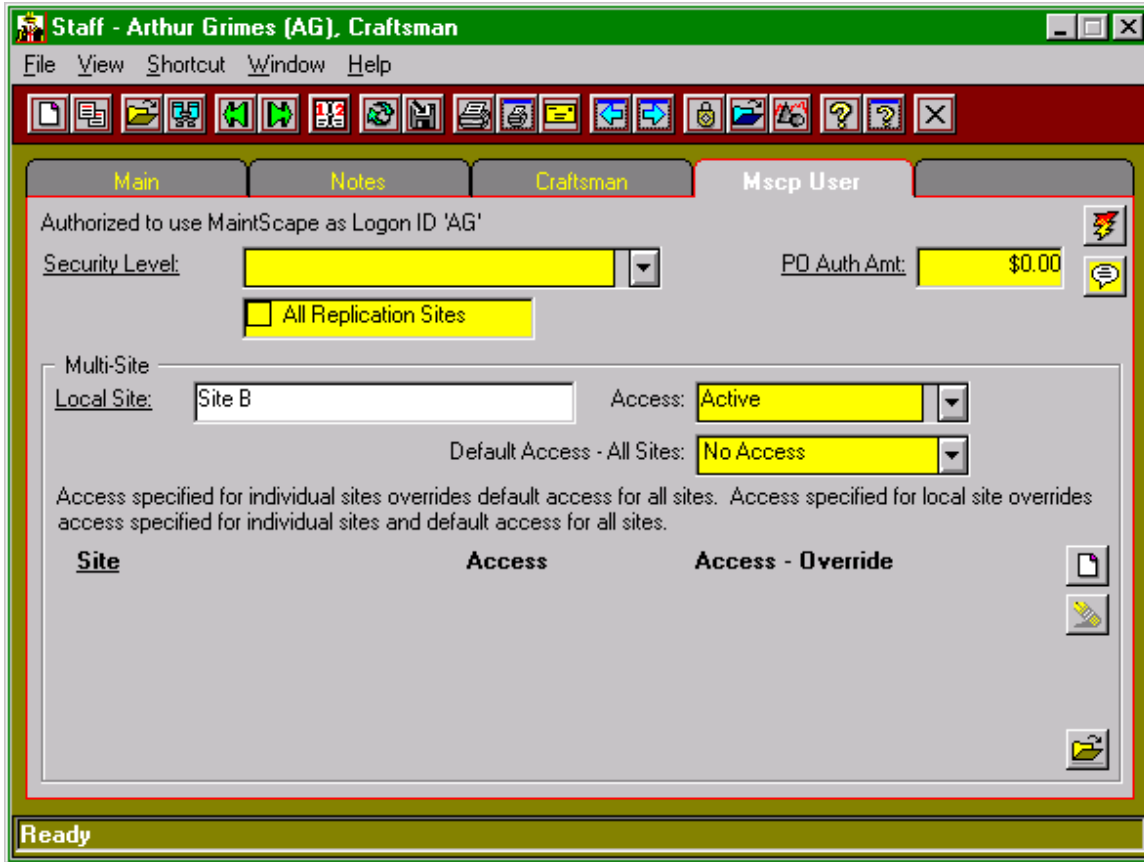 Staff - Arthur Grimes (AG), Craftsman
File View Shortcut Window Help
Main Notes Craftsman Mscp User
Authorized to use MaintScape as Logon ID 'AG'
Security Level: PO Auth Amt: $0.00
All Replication Sites
Multi-Site
Local Site: Site B Access: Active
Default Access - All Sites: No Access
Access specified for individual sites overrides default access for all sites. Access specified for local site overrides
access specified for individual sites and default access for all sites.
Site Access Access - Override
Ready